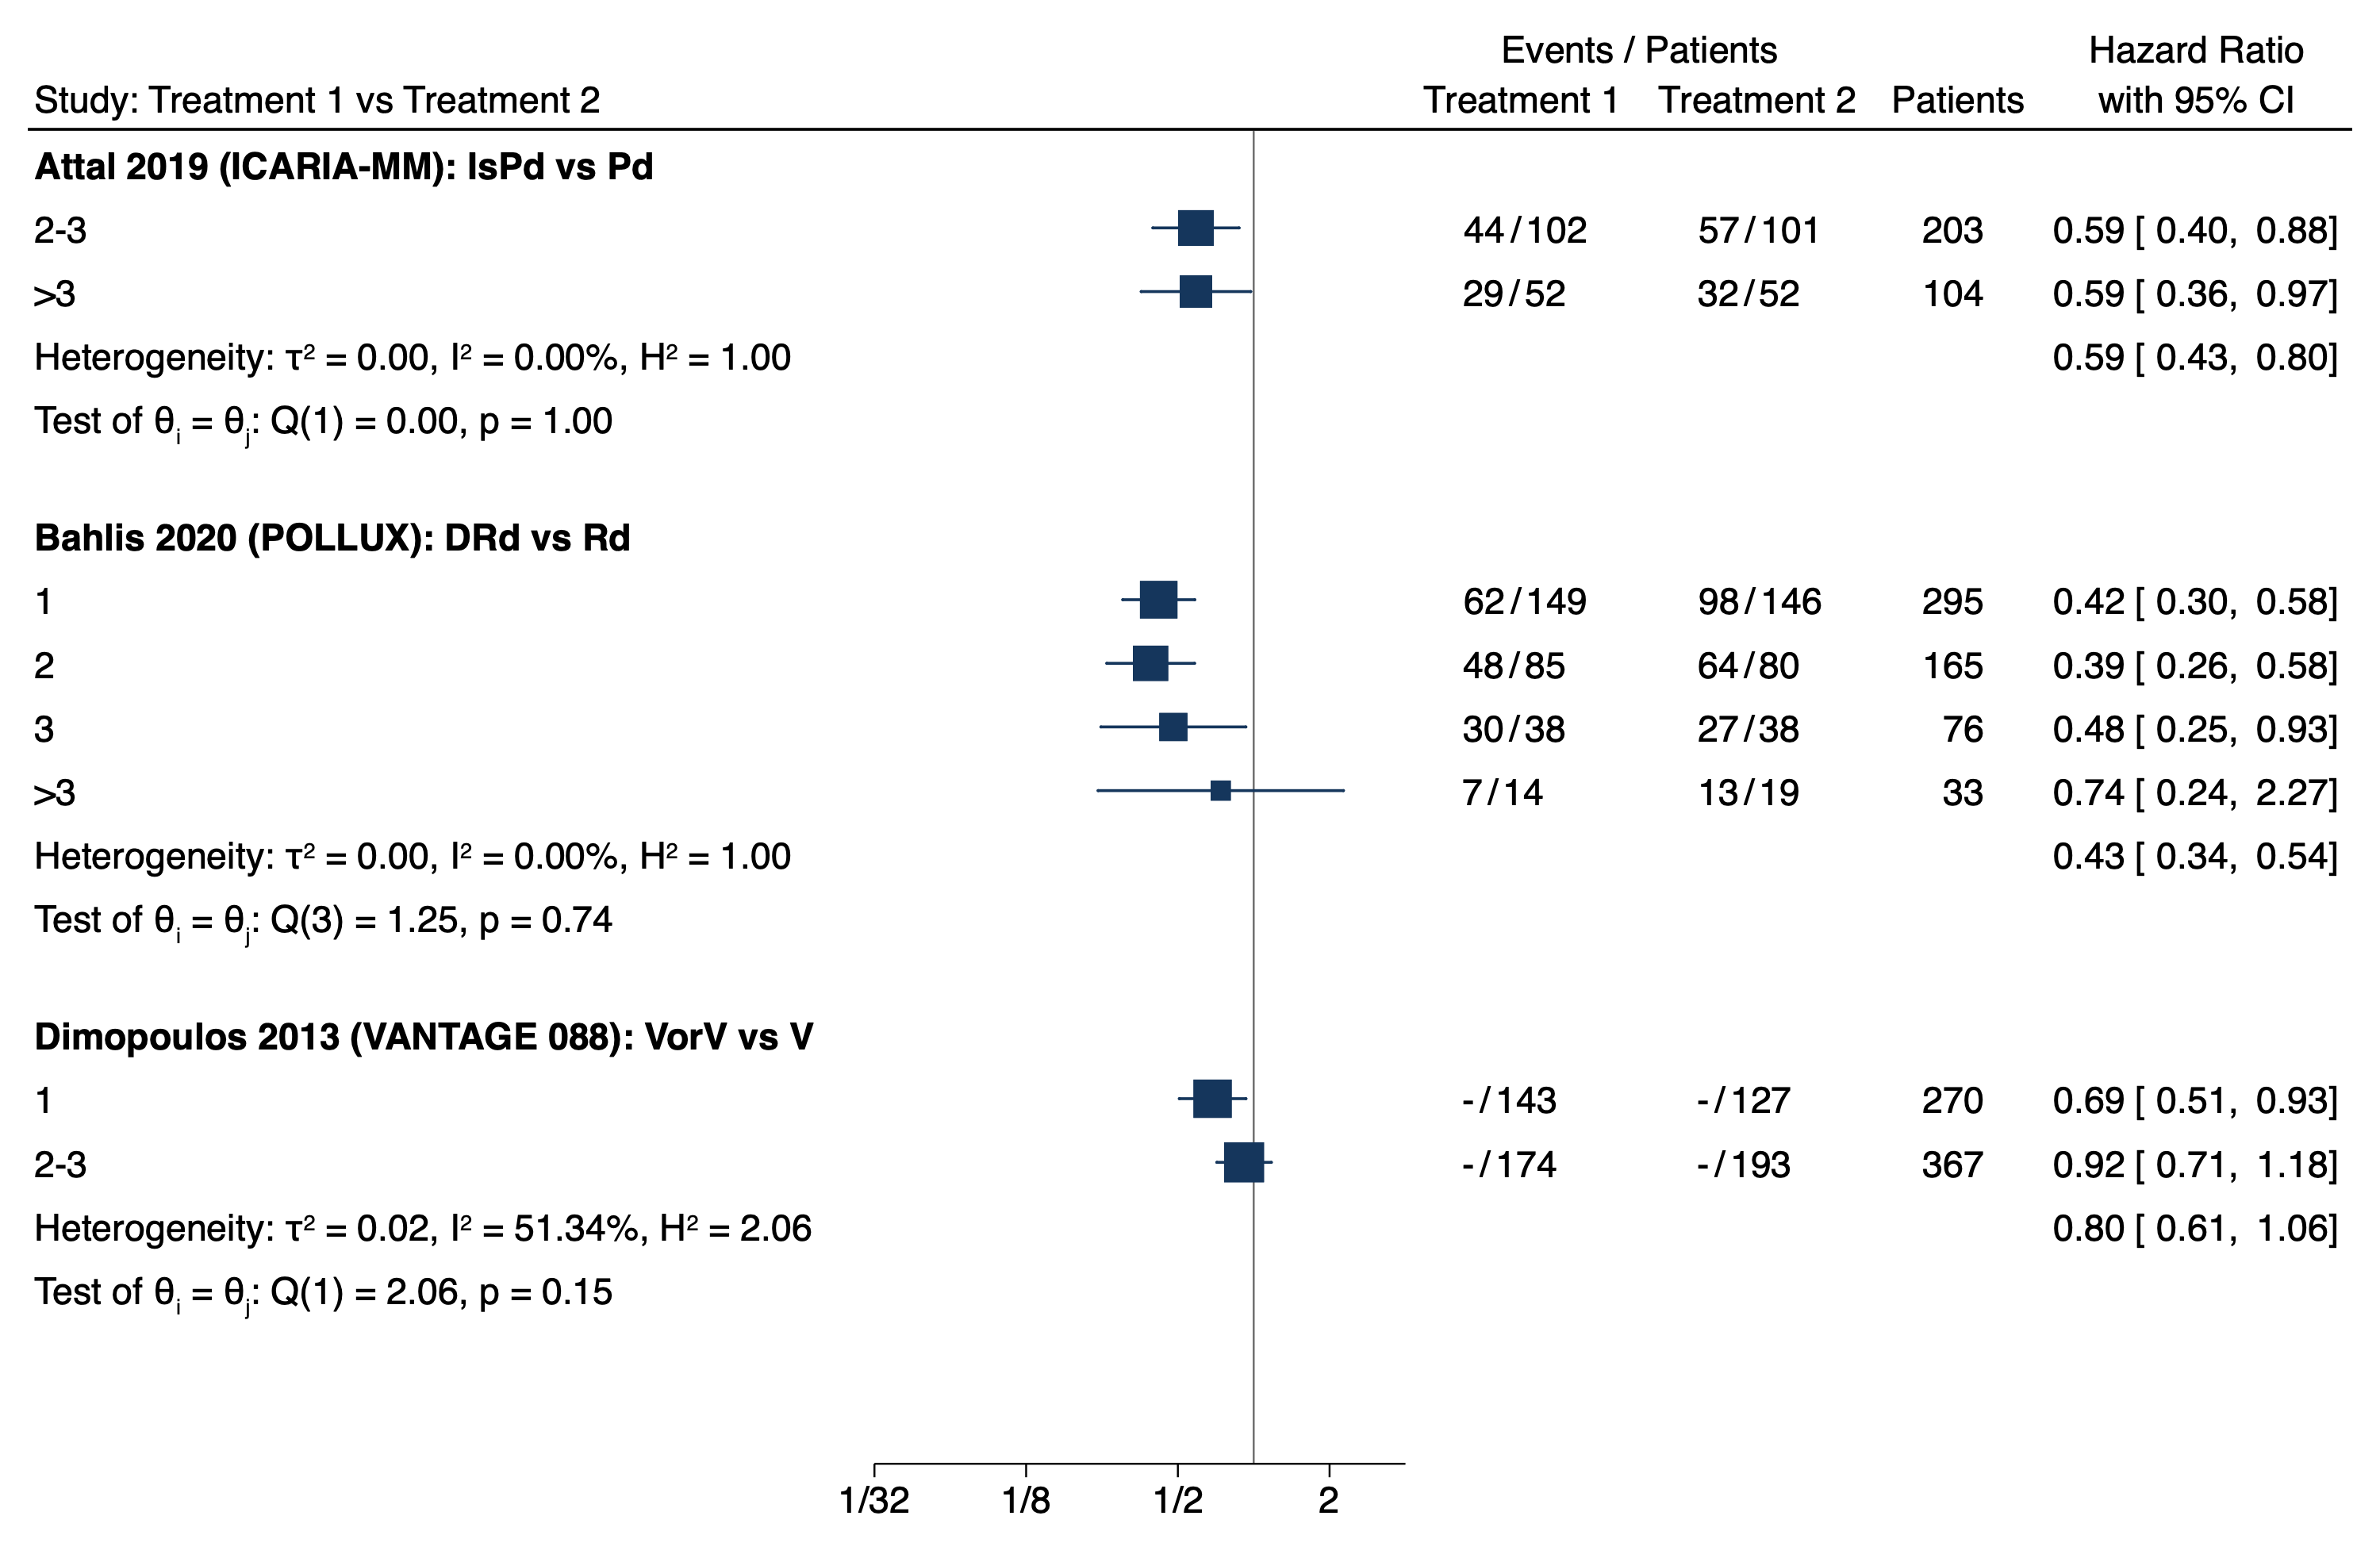 Events / Patients Hazard Ratio
Study: Treatment 1 vs Treatment 2 Treatment 1 Treatment 2 Patients with 95% CI
Attal 2019 (ICARIA-MM): IsPd vs Pd
2-3 44/102 57/101 203 0.59 [ 0.40, 0.88]
>3 29/52 32/52 104 0.59 [ 0.36, 0.97]
Heterogeneity: τ² = 0.00, I² = 0.00%, H² = 1.00 0.59 [ 0.43, 0.80]
Test of θᵢ = θⱼ: Q(1) = 0.00, p = 1.00
Bahlis 2020 (POLLUX): DRd vs Rd
1 62/149 98/146 295 0.42 [ 0.30, 0.58]
2 48/85 64/80 165 0.39 [ 0.26, 0.58]
3 30/38 27/38 76 0.48 [ 0.25, 0.93]
>3 7/14 13/19 33 0.74 [ 0.24, 2.27]
Heterogeneity: τ² = 0.00, I² = 0.00%, H² = 1.00 0.43 [ 0.34, 0.54]
Test of θᵢ = θⱼ: Q(3) = 1.25, p = 0.74
Dimopoulos 2013 (VANTAGE 088): VorV vs V
1 -/143 -/127 270 0.69 [ 0.51, 0.93]
2-3 -/174 -/193 367 0.92 [ 0.71, 1.18]
Heterogeneity: τ² = 0.02, I² = 51.34%, H² = 2.06 0.80 [ 0.61, 1.06]
Test of θᵢ = θⱼ: Q(1) = 2.06, p = 0.15
1/32 1/8 1/2 2